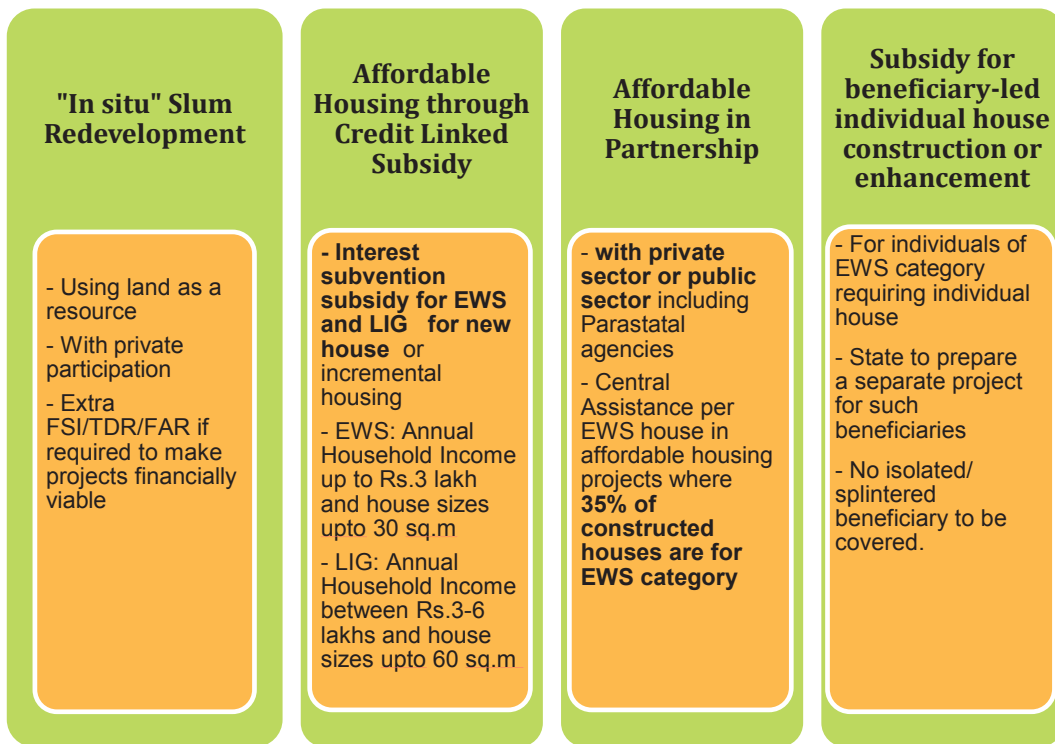 "In situ" Slum
Redevelopment
- Using land as a
resource
- With private
participation
- Extra
FSI/TDR/FAR if
required to make
projects financially
viable
Affordable
Housing through
Credit Linked
Subsidy
- Interest
subvention
subsidy for EWS
and LIG for new
house or
incremental
housing
- EWS: Annual
Household Income
up to Rs.3 lakh
and house sizes
upto 30 sq.m
- LIG: Annual
Household Income
between Rs.3-6
lakhs and house
sizes upto 60 sq.m
Affordable
Housing in
Partnership
- with private
sector or public
sector including
Parastatal
agencies
- Central
Assistance per
EWS house in
affordable housing
projects where
35% of
constructed
houses are for
EWS category
Subsidy for
beneficiary-led
individual house
construction or
enhancement
- For individuals of
EWS category
requiring individual
house
- State to prepare
a separate project
for such
beneficiaries
- No isolated/
splintered
beneficiary to be
covered.